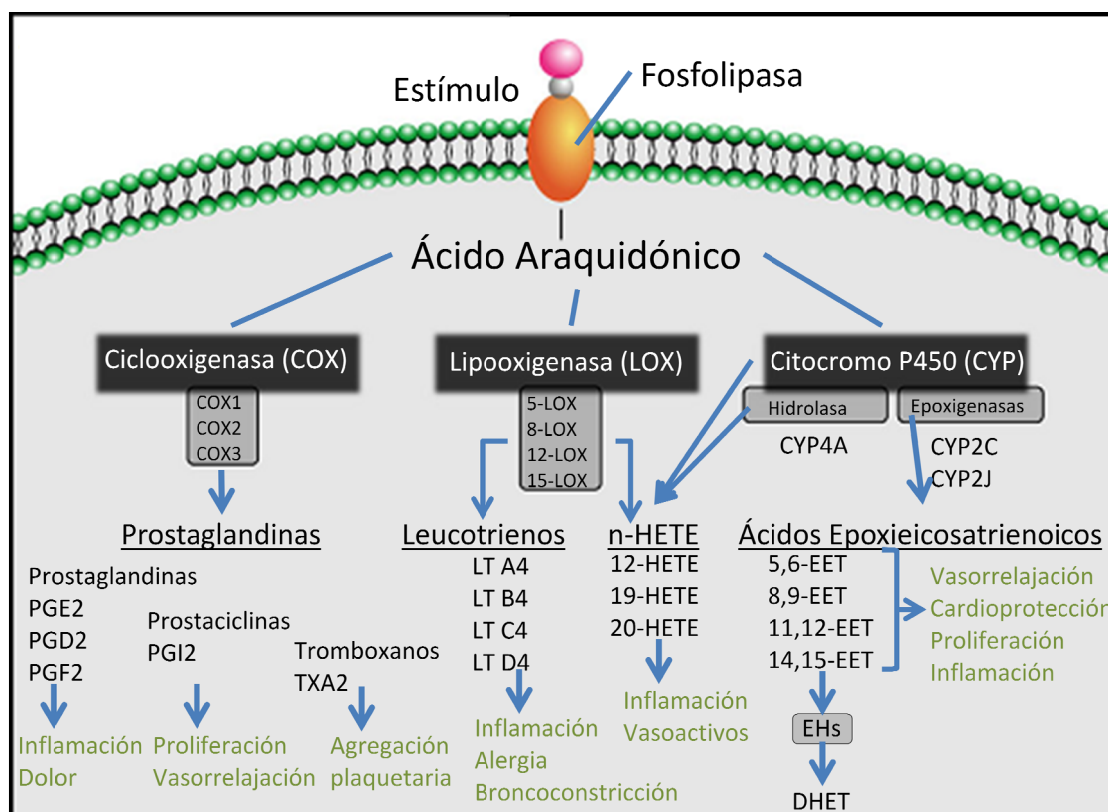 Estímulo
Fosfolipasa
Ácido Araquidónico
Ciclooxigenasa (COX)
COX1
COX2
COX3
Prostaglandinas
Prostaglandinas
PGE2
PGD2
PGF2
Inflamación
Dolor
Prostaciclinas
PGI2
Proliferación
Vasorrelajación
Tromboxanos
TXA2
Agregación
plaquetaria
Lipooxigenasa (LOX)
5-LOX
8-LOX
12-LOX
15-LOX
Leucotrienos
LT A4
LT B4
LT C4
LT D4
Inflamación
Alergia
Broncoconstricción
n-HETE
12-HETE
19-HETE
20-HETE
Inflamación
Vasoactivos
Citocromo P450 (CYP)
Hidrolasa
CYP4A
Epoxigenasas
CYP2C
CYP2J
Ácidos Epoxieicosatrienoicos
5,6-EET
8,9-EET
11,12-EET
14,15-EET
Vasorrelajación
Cardioprotección
Proliferación
Inflamación
EHs
DHET